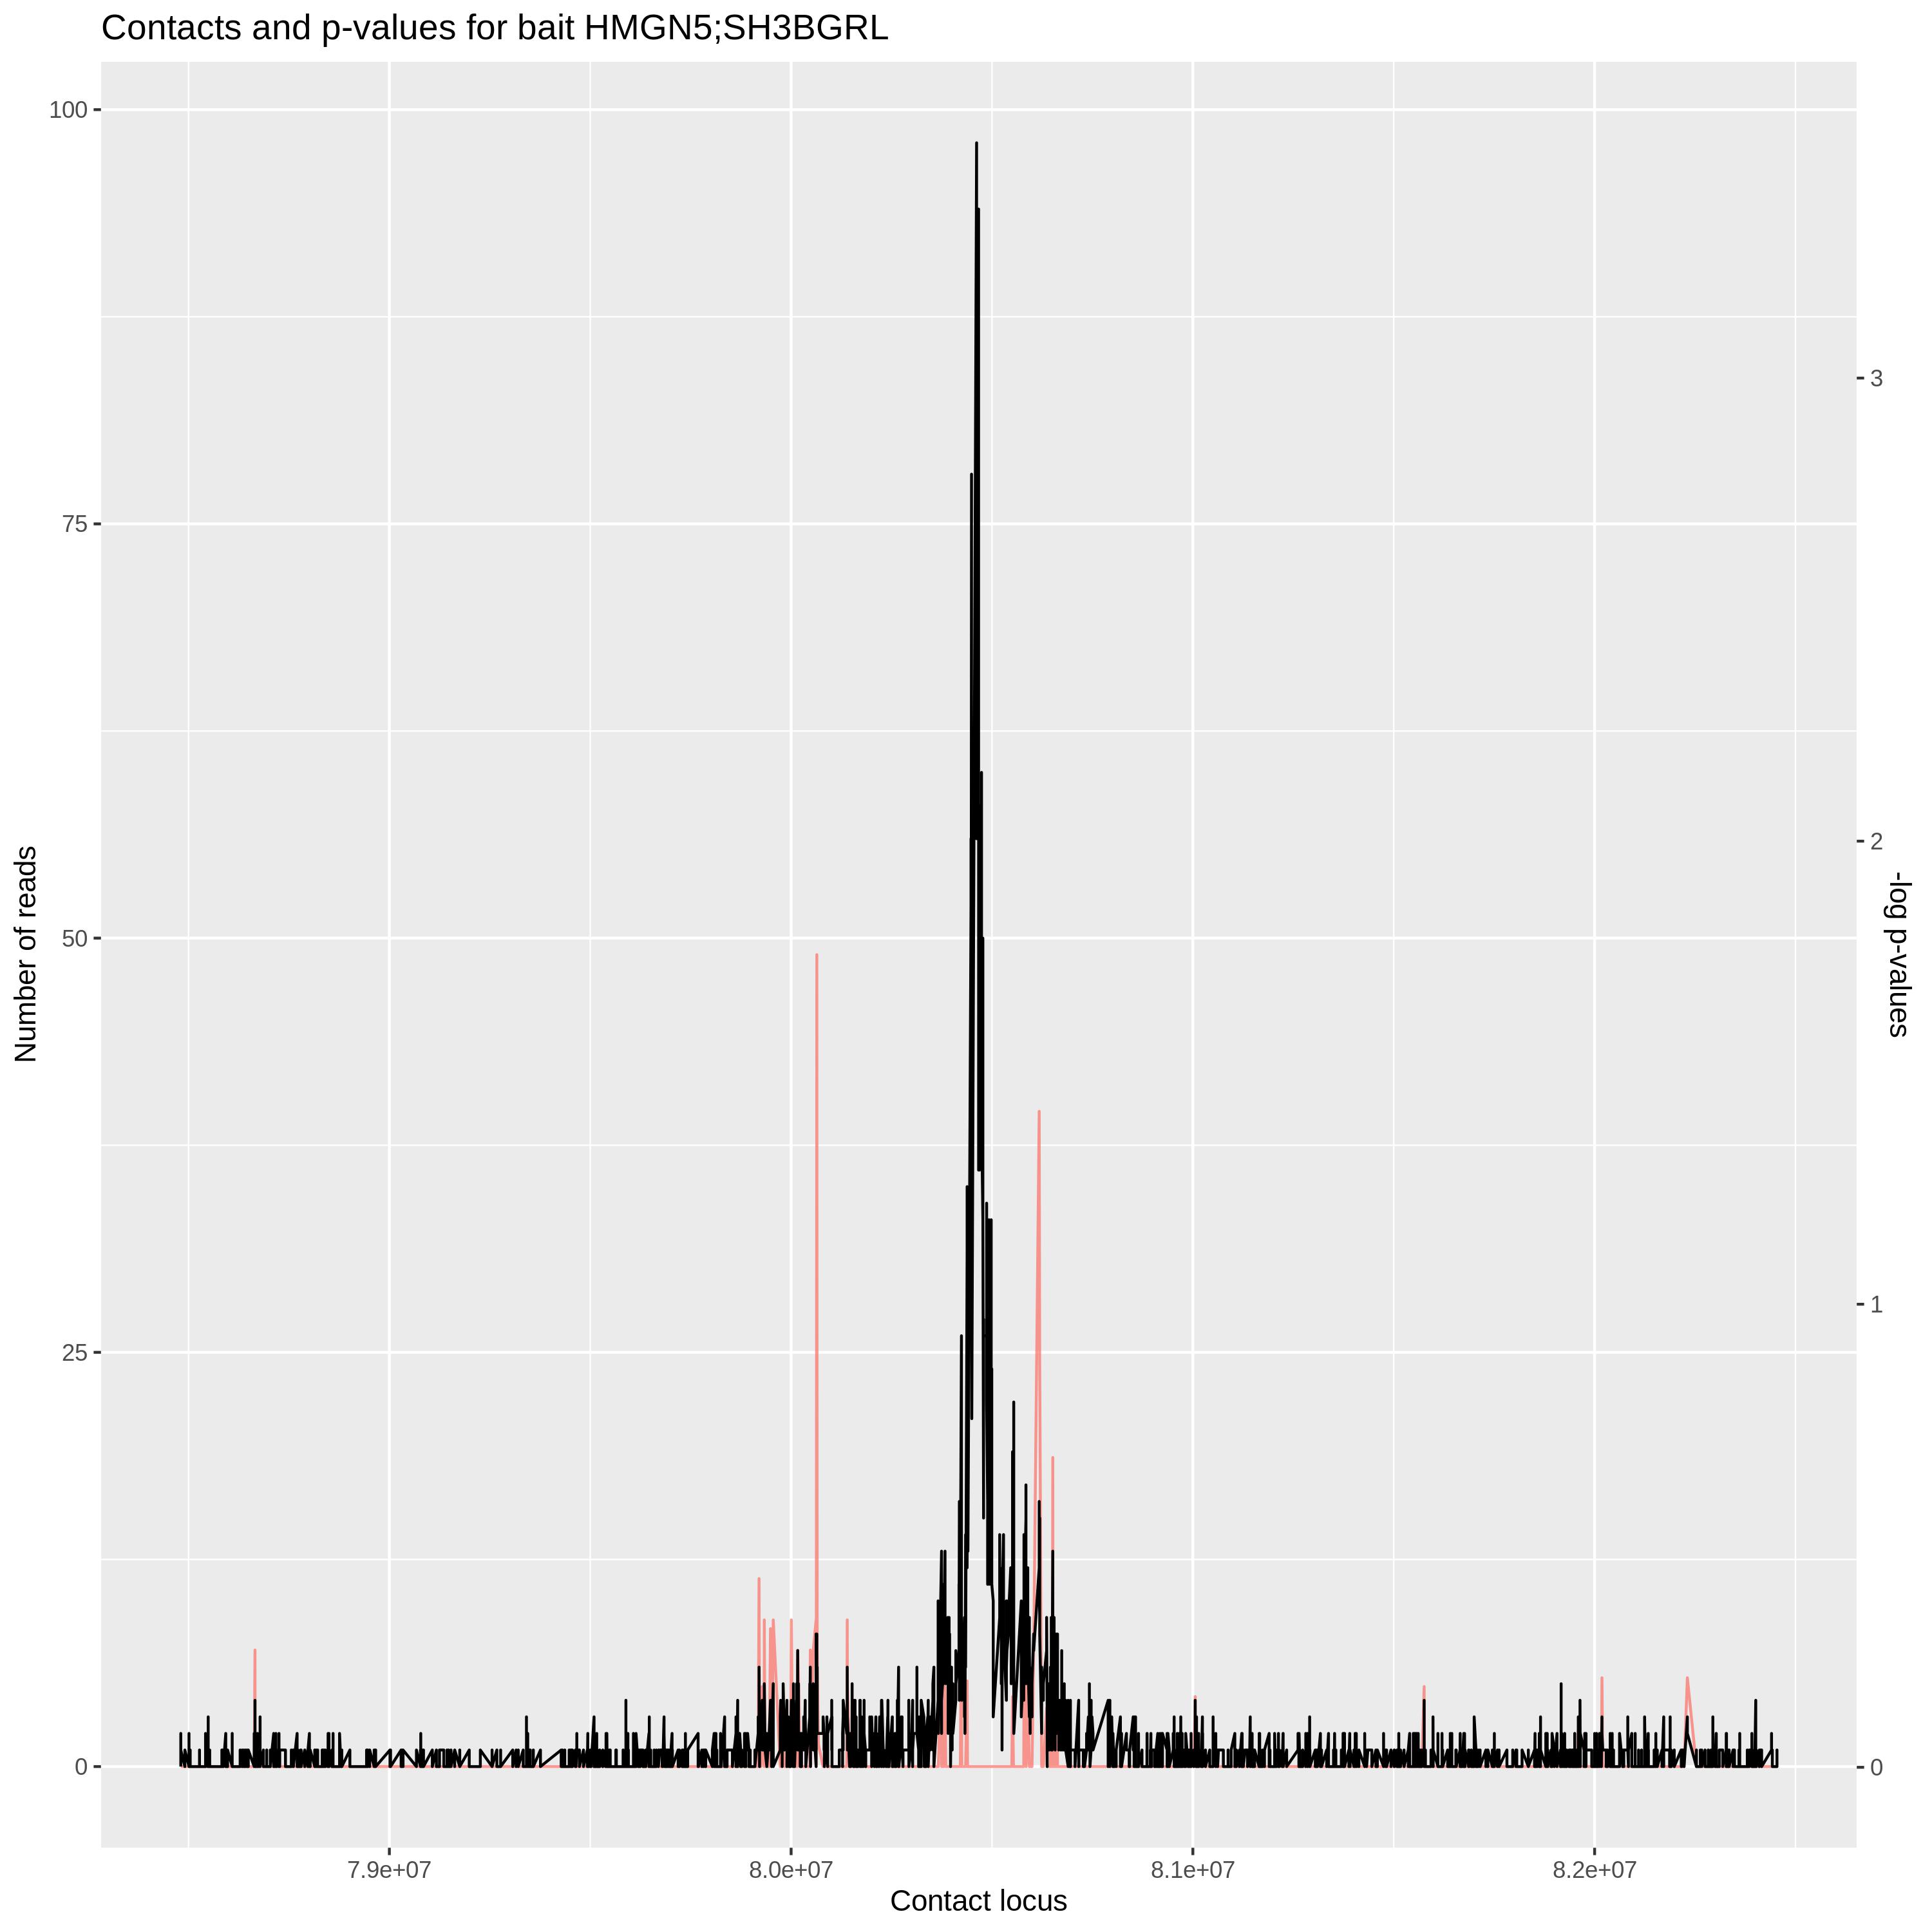 Contacts and p-values for bait HMGN5;SH3BGRL
100
75
50
25
0
Number of reads
3
2
1
0
-log p-values
7.9e+07
8.0e+07
8.1e+07
8.2e+07
Contact locus